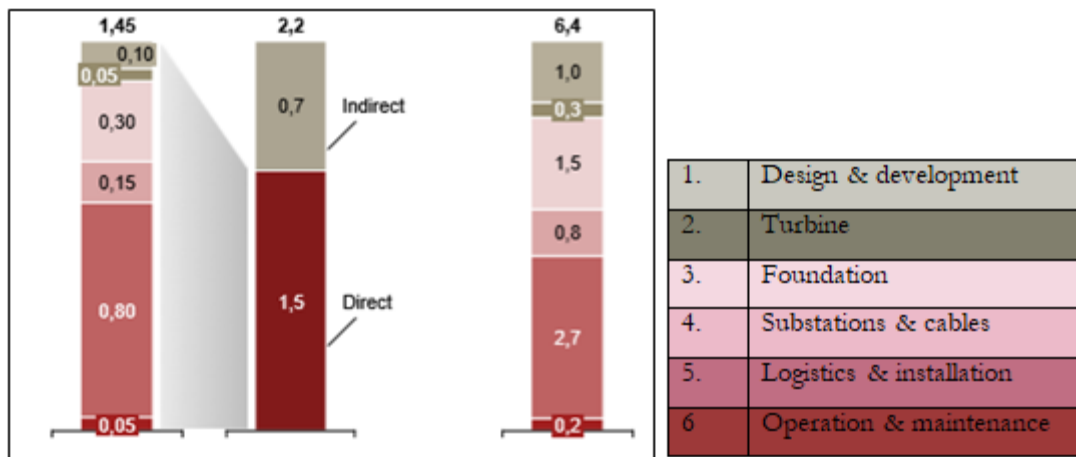 1,45 2,2 6,4
0,10
0,05
0,30
0,15
0,80
0,05
0,7
1,5
Indirect
Direct
1,0
0,3
1,5
0,8
2,7
0,2
1. Design & development
2. Turbine
3. Foundation
4. Substations & cables
5. Logistics & installation
6 Operation & maintenance